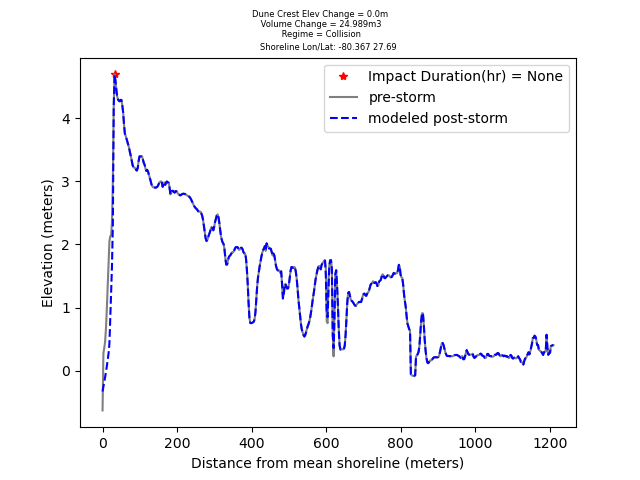 Dune Crest Elev Change = 0.0m
Volume Change = 24.989m3
Regime = Collision
Shoreline Lon/Lat: -80.367 27.69
Impact Duration(hr) = None
pre-storm
modeled post-storm
Elevation (meters)
4
3
2
1
0
0 200 400 600 800 1000 1200
Distance from mean shoreline (meters)